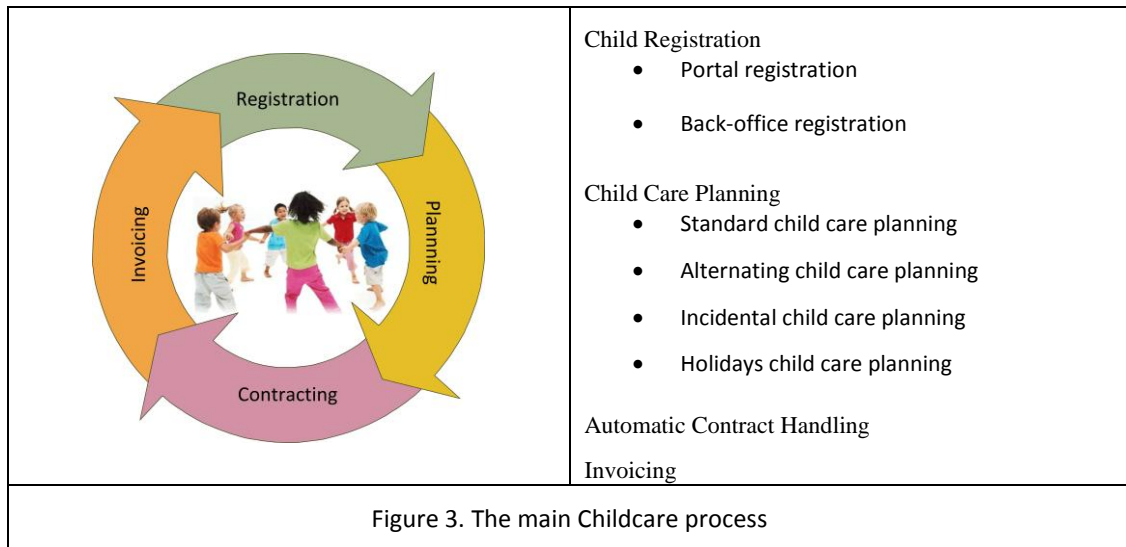 Registration
Plannning
Contracting
Invoicing
Child Registration
• Portal registration
• Back-office registration
Child Care Planning
• Standard child care planning
• Alternating child care planning
• Incidental child care planning
• Holidays child care planning
Automatic Contract Handling
Invoicing
Figure 3. The main Childcare process